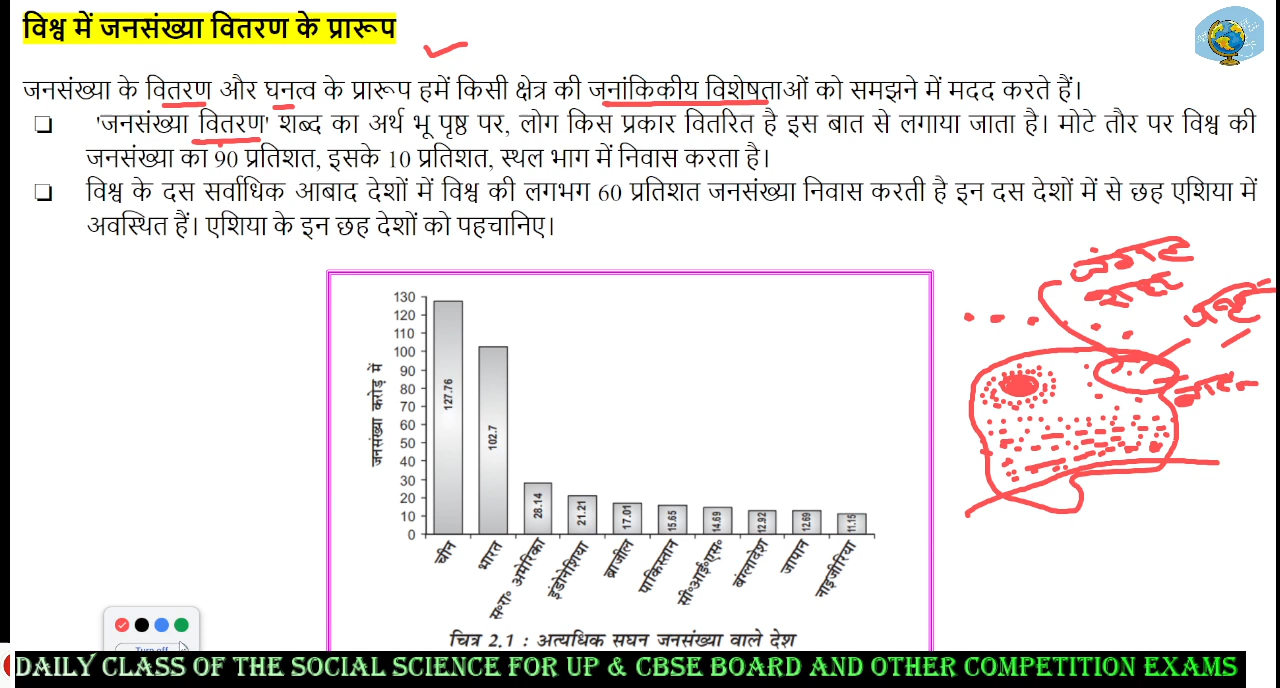 विश्व में जनसंख्या वितरण के प्रारूप
जनसंख्या के वितरण और घनत्व के प्रारूप हमें किसी क्षेत्र की जनांकिकीय विशेषताओं को समझने में मदद करते हैं।
'जनसंख्या वितरण' शब्द का अर्थ भू पृष्ठ पर, लोग किस प्रकार वितरित है इस बात से लगाया जाता है। मोटे तौर पर विश्व की
जनसंख्या का 90 प्रतिशत, इसके 10 प्रतिशत, स्थल भाग में निवास करता है।
विश्व के दस सर्वाधिक आबाद देशों में विश्व की लगभग 60 प्रतिशत जनसंख्या निवास करती है इन दस देशों में से छह एशिया में
अवस्थित हैं। एशिया के इन छह देशों को पहचानिए।
जनसंख्या करोड़ में
130
120
110
100
90
80
70
60
50
40
30
20
10
0
127.76
102.7
28.14
21.21
17.01
15.65
14.69
12.92
12.69
11.15
चीन
भारत
स॰रा॰ अमेरिका
इंडोनेशिया
ब्राजील
पाकिस्तान
सी॰आई॰एस॰
बंग्लादेश
जापान
नाइजीरिया
चित्र 2.1 : अत्यधिक सघन जनसंख्या वाले देश
Turn off
DAILY CLASS OF THE SOCIAL SCIENCE FOR UP & CBSE BOARD AND OTHER COMPETITION EXAMS